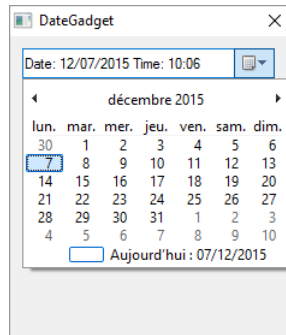 DateGadget
Date: 12/07/2015 Time: 10:06
décembre 2015
lun. mar. mer. jeu. ven. sam. dim.
30 1 2 3 4 5 6
7 8 9 10 11 12 13
14 15 16 17 18 19 20
21 22 23 24 25 26 27
28 29 30 31 1 2 3
4 5 6 7 8 9 10
Aujourd'hui : 07/12/2015